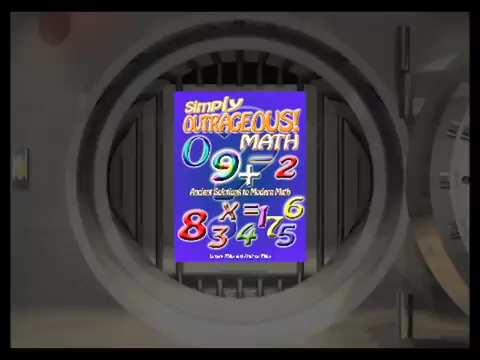 Simply
OUTRAGEOUS!
MATH
0 9 + - 2
Ancient Solutions to Modern Math
8 3 x = 4 1 7 6 5